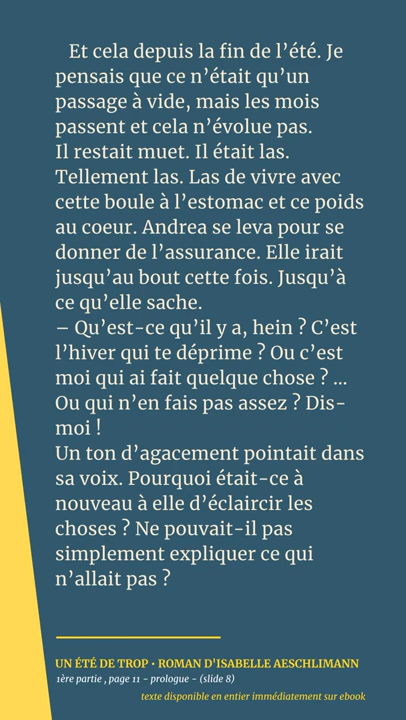 Et cela depuis la fin de l’été. Je
pensais que ce n’était qu’un
passage à vide, mais les mois
passent et cela n’évolue pas.
Il restait muet. Il était las.
Tellement las. Las de vivre avec
cette boule à l’estomac et ce poids
au coeur. Andrea se leva pour se
donner de l’assurance. Elle irait
jusqu’au bout cette fois. Jusqu’à
ce qu’elle sache.
– Qu’est-ce qu’il y a, hein ? C’est
l’hiver qui te déprime ? Ou c’est
moi qui ai fait quelque chose ? ...
Ou qui n’en fais pas assez ? Dis-
moi !
Un ton d’agacement pointait dans
sa voix. Pourquoi était-ce à
nouveau à elle d’éclaircir les
choses ? Ne pouvait-il pas
simplement expliquer ce qui
n’allait pas ?
UN ÉTÉ DE TROP • ROMAN D'ISABELLE AESCHLIMANN
1ère partie , page 11 - prologue - (slide 8)
texte disponible en entier immédiatement sur ebook